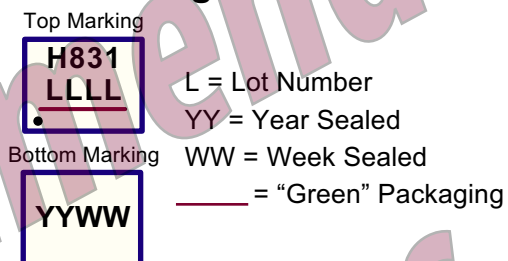 Top Marking
H831
LLLL
L = Lot Number
YY = Year Sealed
Bottom Marking
WW = Week Sealed
= “Green” Packaging
YYWW